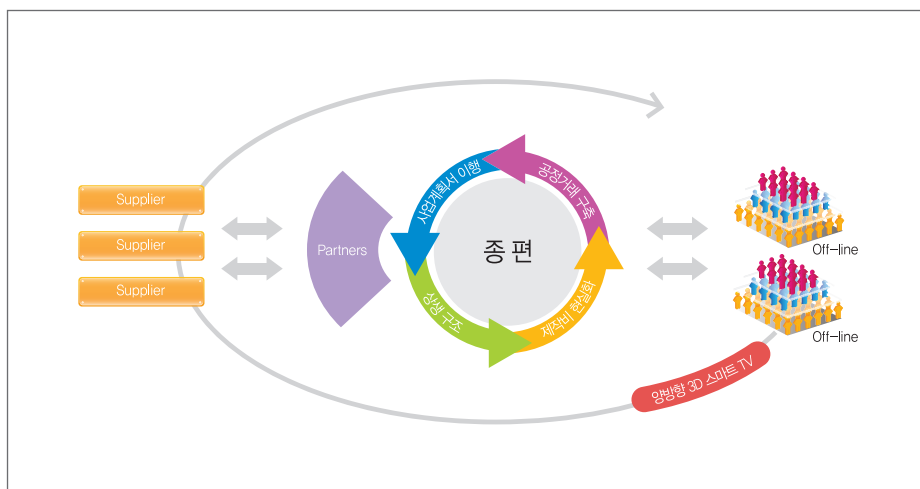 Supplier
Supplier
Supplier
Partners
사업계획서 이행
공정거래 구축
종편
상생 구조
제작비 현실화
Off-line
Off-line
양방향 3D 스마트 TV